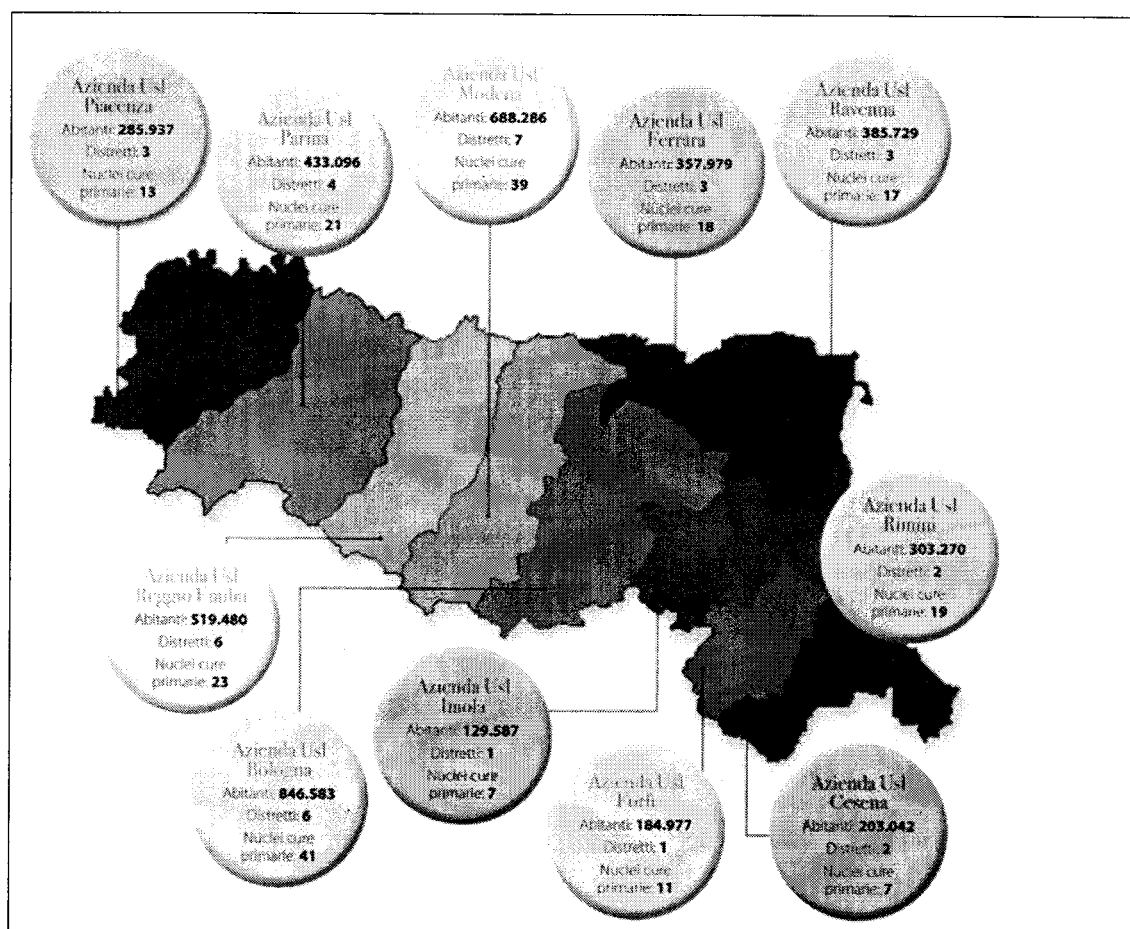 Azienda Usl
Piacenza
Abitanti: 285.937
Distretti: 3
Nuclei cure
primarie: 13
Azienda Usl
Parma
Abitanti: 433.096
Distretti: 4
Nuclei cure
primarie: 21
Azienda Usl
Modena
Abitanti: 688.286
Distretti: 7
Nuclei cure
primarie: 39
Azienda Usl
Ferrara
Abitanti: 357.979
Distretti: 3
Nuclei cure
primarie: 18
Azienda Usl
Ravenna
Abitanti: 385.729
Distretti: 3
Nuclei cure
primarie: 17
Azienda Usl
Rimini
Abitanti: 303.270
Distretti: 2
Nuclei cure
primarie: 19
Azienda Usl
Reggio Emilia
Abitanti: 519.480
Distretti: 6
Nuclei cure
primarie: 23
Azienda Usl
Imola
Abitanti: 129.587
Distretti: 1
Nuclei cure
primarie: 7
Azienda Usl
Bologna
Abitanti: 846.583
Distretti: 6
Nuclei cure
primarie: 41
Azienda Usl
Forlì
Abitanti: 184.977
Distretti: 1
Nuclei cure
primarie: 11
Azienda Usl
Cesena
Abitanti: 203.042
Distretti: 2
Nuclei cure
primarie: 7